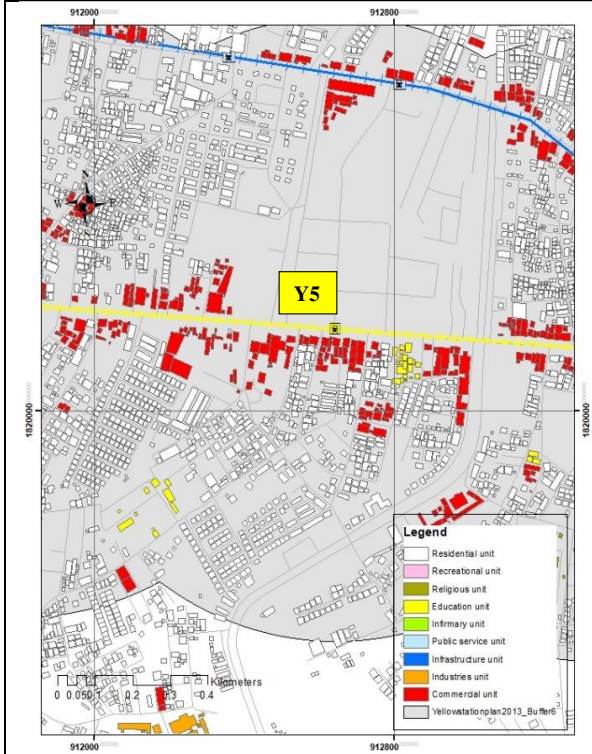 912000 912800
N
W E
S
Y5
1820000 1820000
Legend
Residential unit
Recreational unit
Religious unit
Education unit
Infirmary unit
Public service unit
Infrastructure unit
Industries unit
Commercial unit
Yellowstationplan2013_Buffer6
Kilometers
0 0.05 0.1 0.2 0.3 0.4
912000 912800